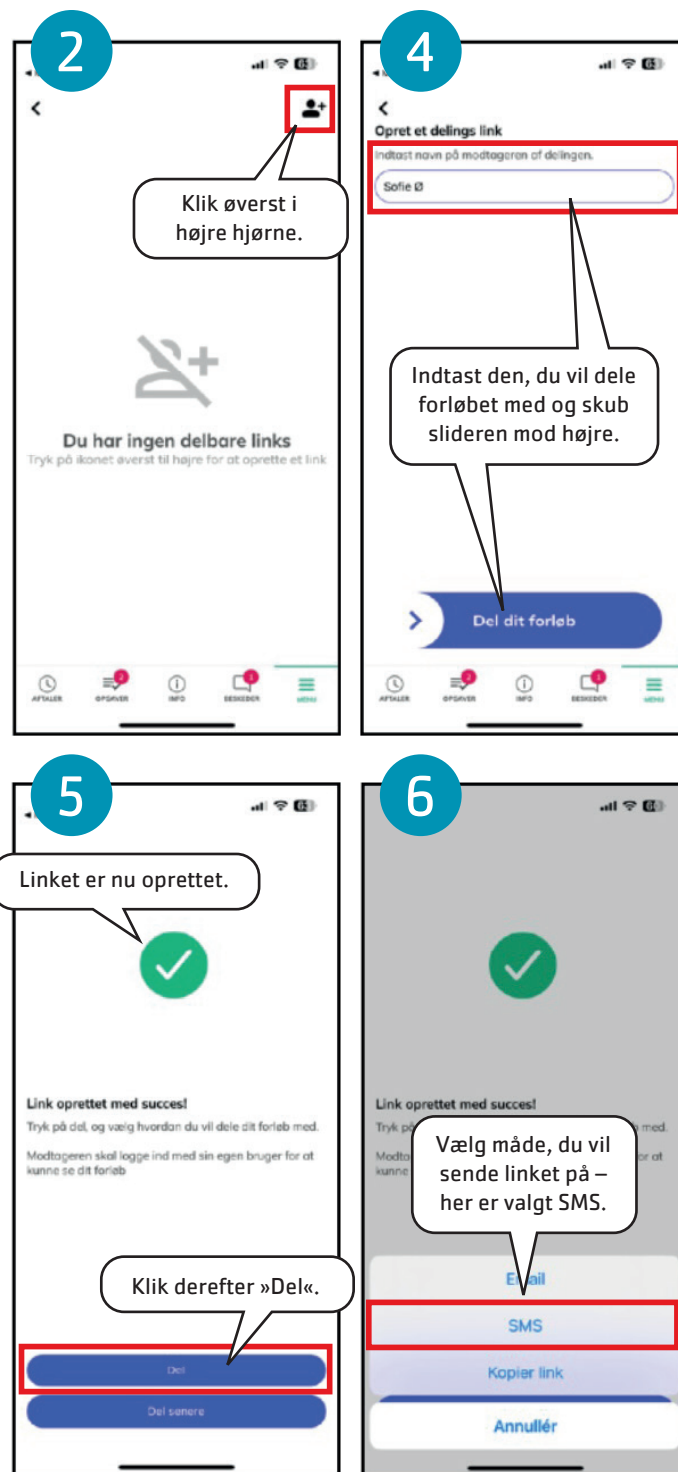 2
Klik øverst i
højre hjørne.
Du har ingen delbare links
Tryk på ikonet øverst til højre for at oprette et link
AFTALER
OPGAVER
INFO
BESKEDER
MENU
4
Opret et delings link
Indtast navn på modtageren af delingen.
Sofie Ø
Indtast den, du vil dele
forløbet med og skub
slideren mod højre.
Del dit forløb
AFTALER
OPGAVER
INFO
BESKEDER
MENU
5
Linket er nu oprettet.
Link oprettet med succes!
Tryk på del, og vælg hvordan du vil dele dit forløb med.
Modtageren skal logge ind med sin egen bruger for at
kunne se dit forløb
Klik derefter »Del«.
Del
Del senere
6
Link oprettet med succes!
Tryk på
med.
for at
kunne
Vælg måde, du vil
sende linket på –
her er valgt SMS.
SMS
Kopier link
Annullér